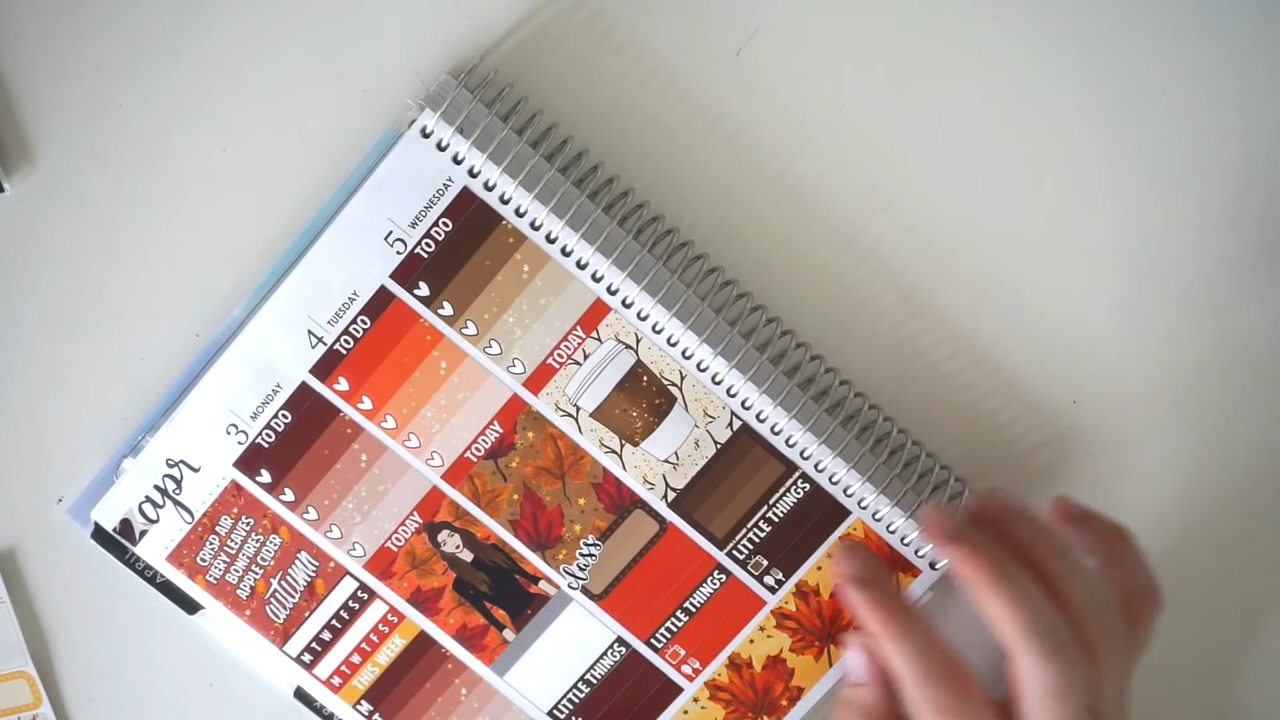 apr
APRIL
CRISP AIR
FIERY LEAVES
BONFIRES
APPLE CIDER
autumn
M T W T F S S
M T W T F S S
THIS WEEK
M
3 MONDAY
TO DO
TODAY
LITTLE THINGS
4 TUESDAY
TO DO
TODAY
class
LITTLE THINGS
5 WEDNESDAY
TO DO
TODAY
LITTLE THINGS